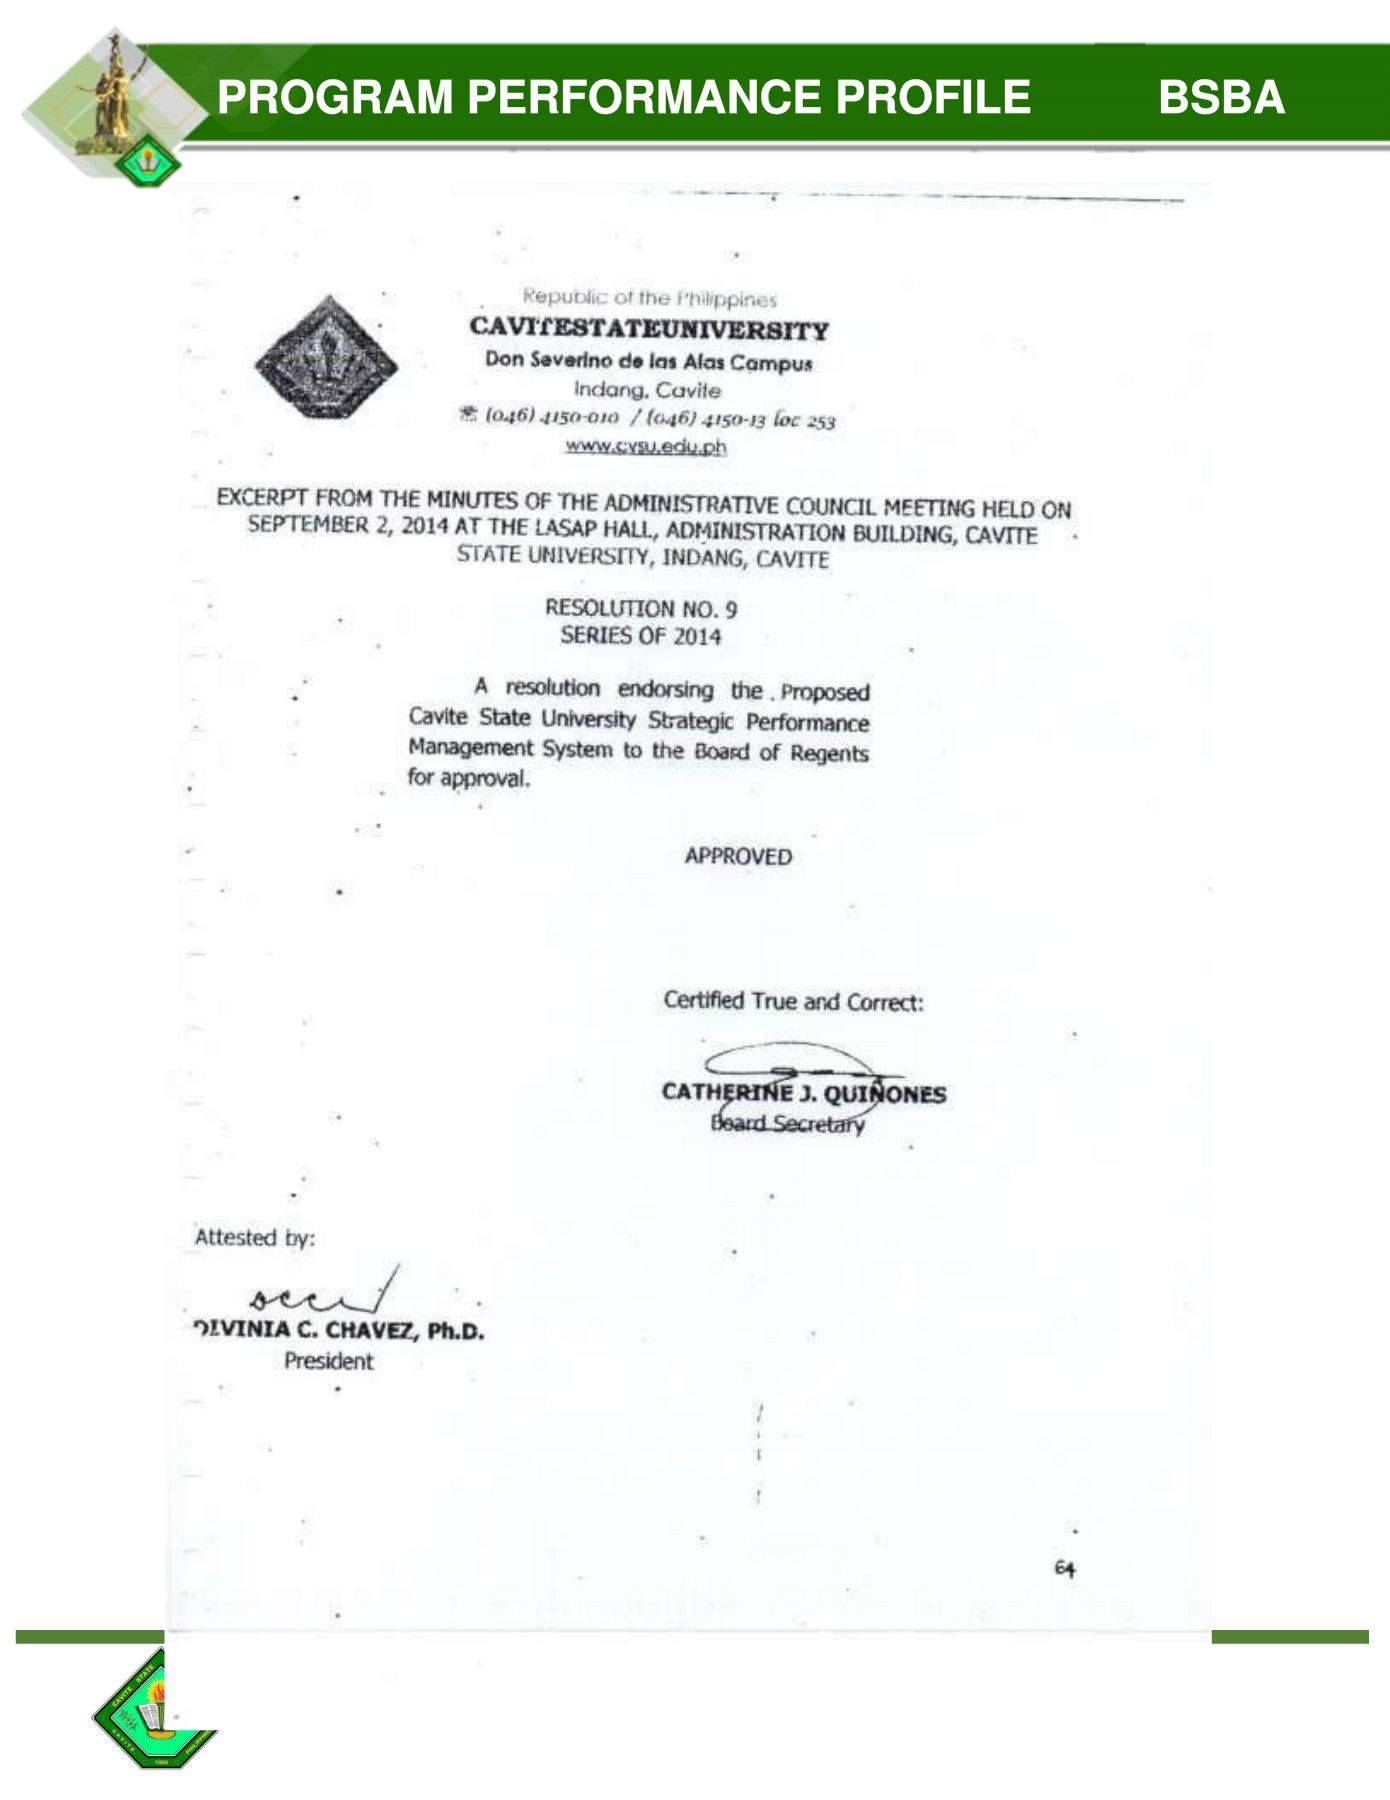 PROGRAM PERFORMANCE PROFILE BSBA
Republic of the Philippines
CAVITESTATEUNIVERSITY
Don Severino de las Alas Campus
Indang, Cavite
☏ (046) 4150-010 / (046) 4150-13 loc 253
www.cvsu.edu.ph
EXCERPT FROM THE MINUTES OF THE ADMINISTRATIVE COUNCIL MEETING HELD ON
SEPTEMBER 2, 2014 AT THE LASAP HALL, ADMINISTRATION BUILDING, CAVITE
STATE UNIVERSITY, INDANG, CAVITE
RESOLUTION NO. 9
SERIES OF 2014
A resolution endorsing the Proposed
Cavite State University Strategic Performance
Management System to the Board of Regents
for approval.
APPROVED
Certified True and Correct:
CATHERINE J. QUIÑONES
Board Secretary
Attested by:
DIVINIA C. CHAVEZ, Ph.D.
President
64
CAVITE STATE
CAVITE
1906